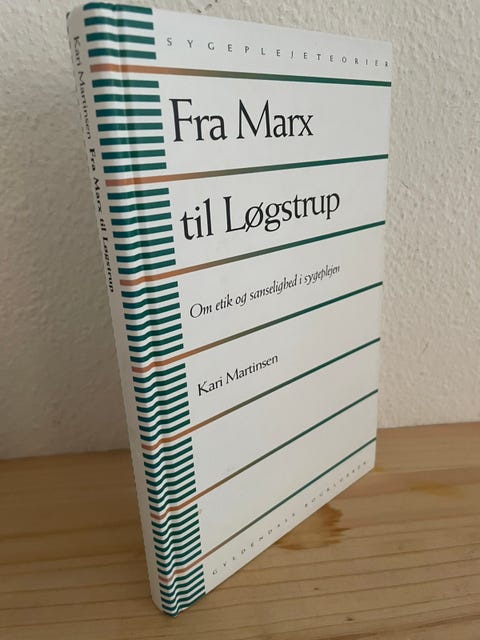 SYGEPLEJETEORIER
Fra Marx
til Løgstrup
Om etik og sanselighed i sygeplejen
Kari Martinsen
GYLDENDALS BOGKLUBBER
Kari Martinsen Fra Marx til Løgstrup